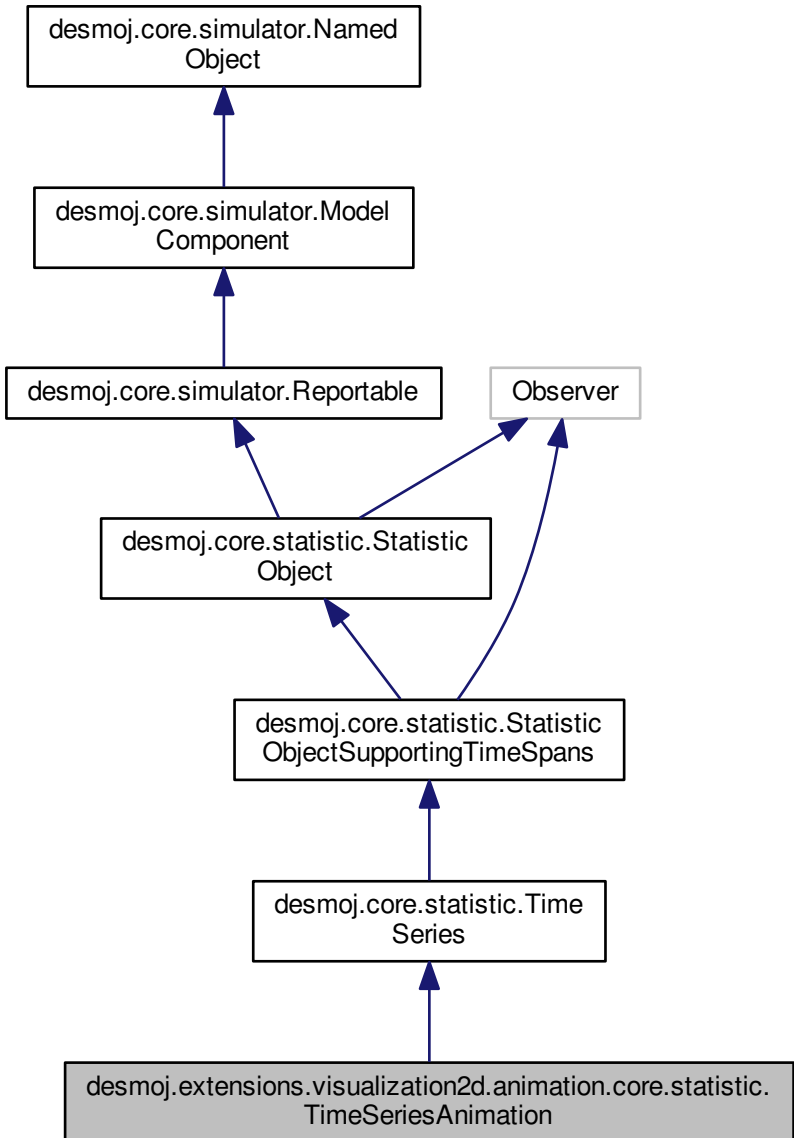 desmoj.core.simulator.Named
Object
desmoj.core.simulator.Model
Component
desmoj.core.simulator.Reportable
Observer
desmoj.core.statistic.Statistic
Object
desmoj.core.statistic.Statistic
ObjectSupportingTimeSpans
desmoj.core.statistic.Time
Series
desmoj.extensions.visualization2d.animation.core.statistic.
TimeSeriesAnimation